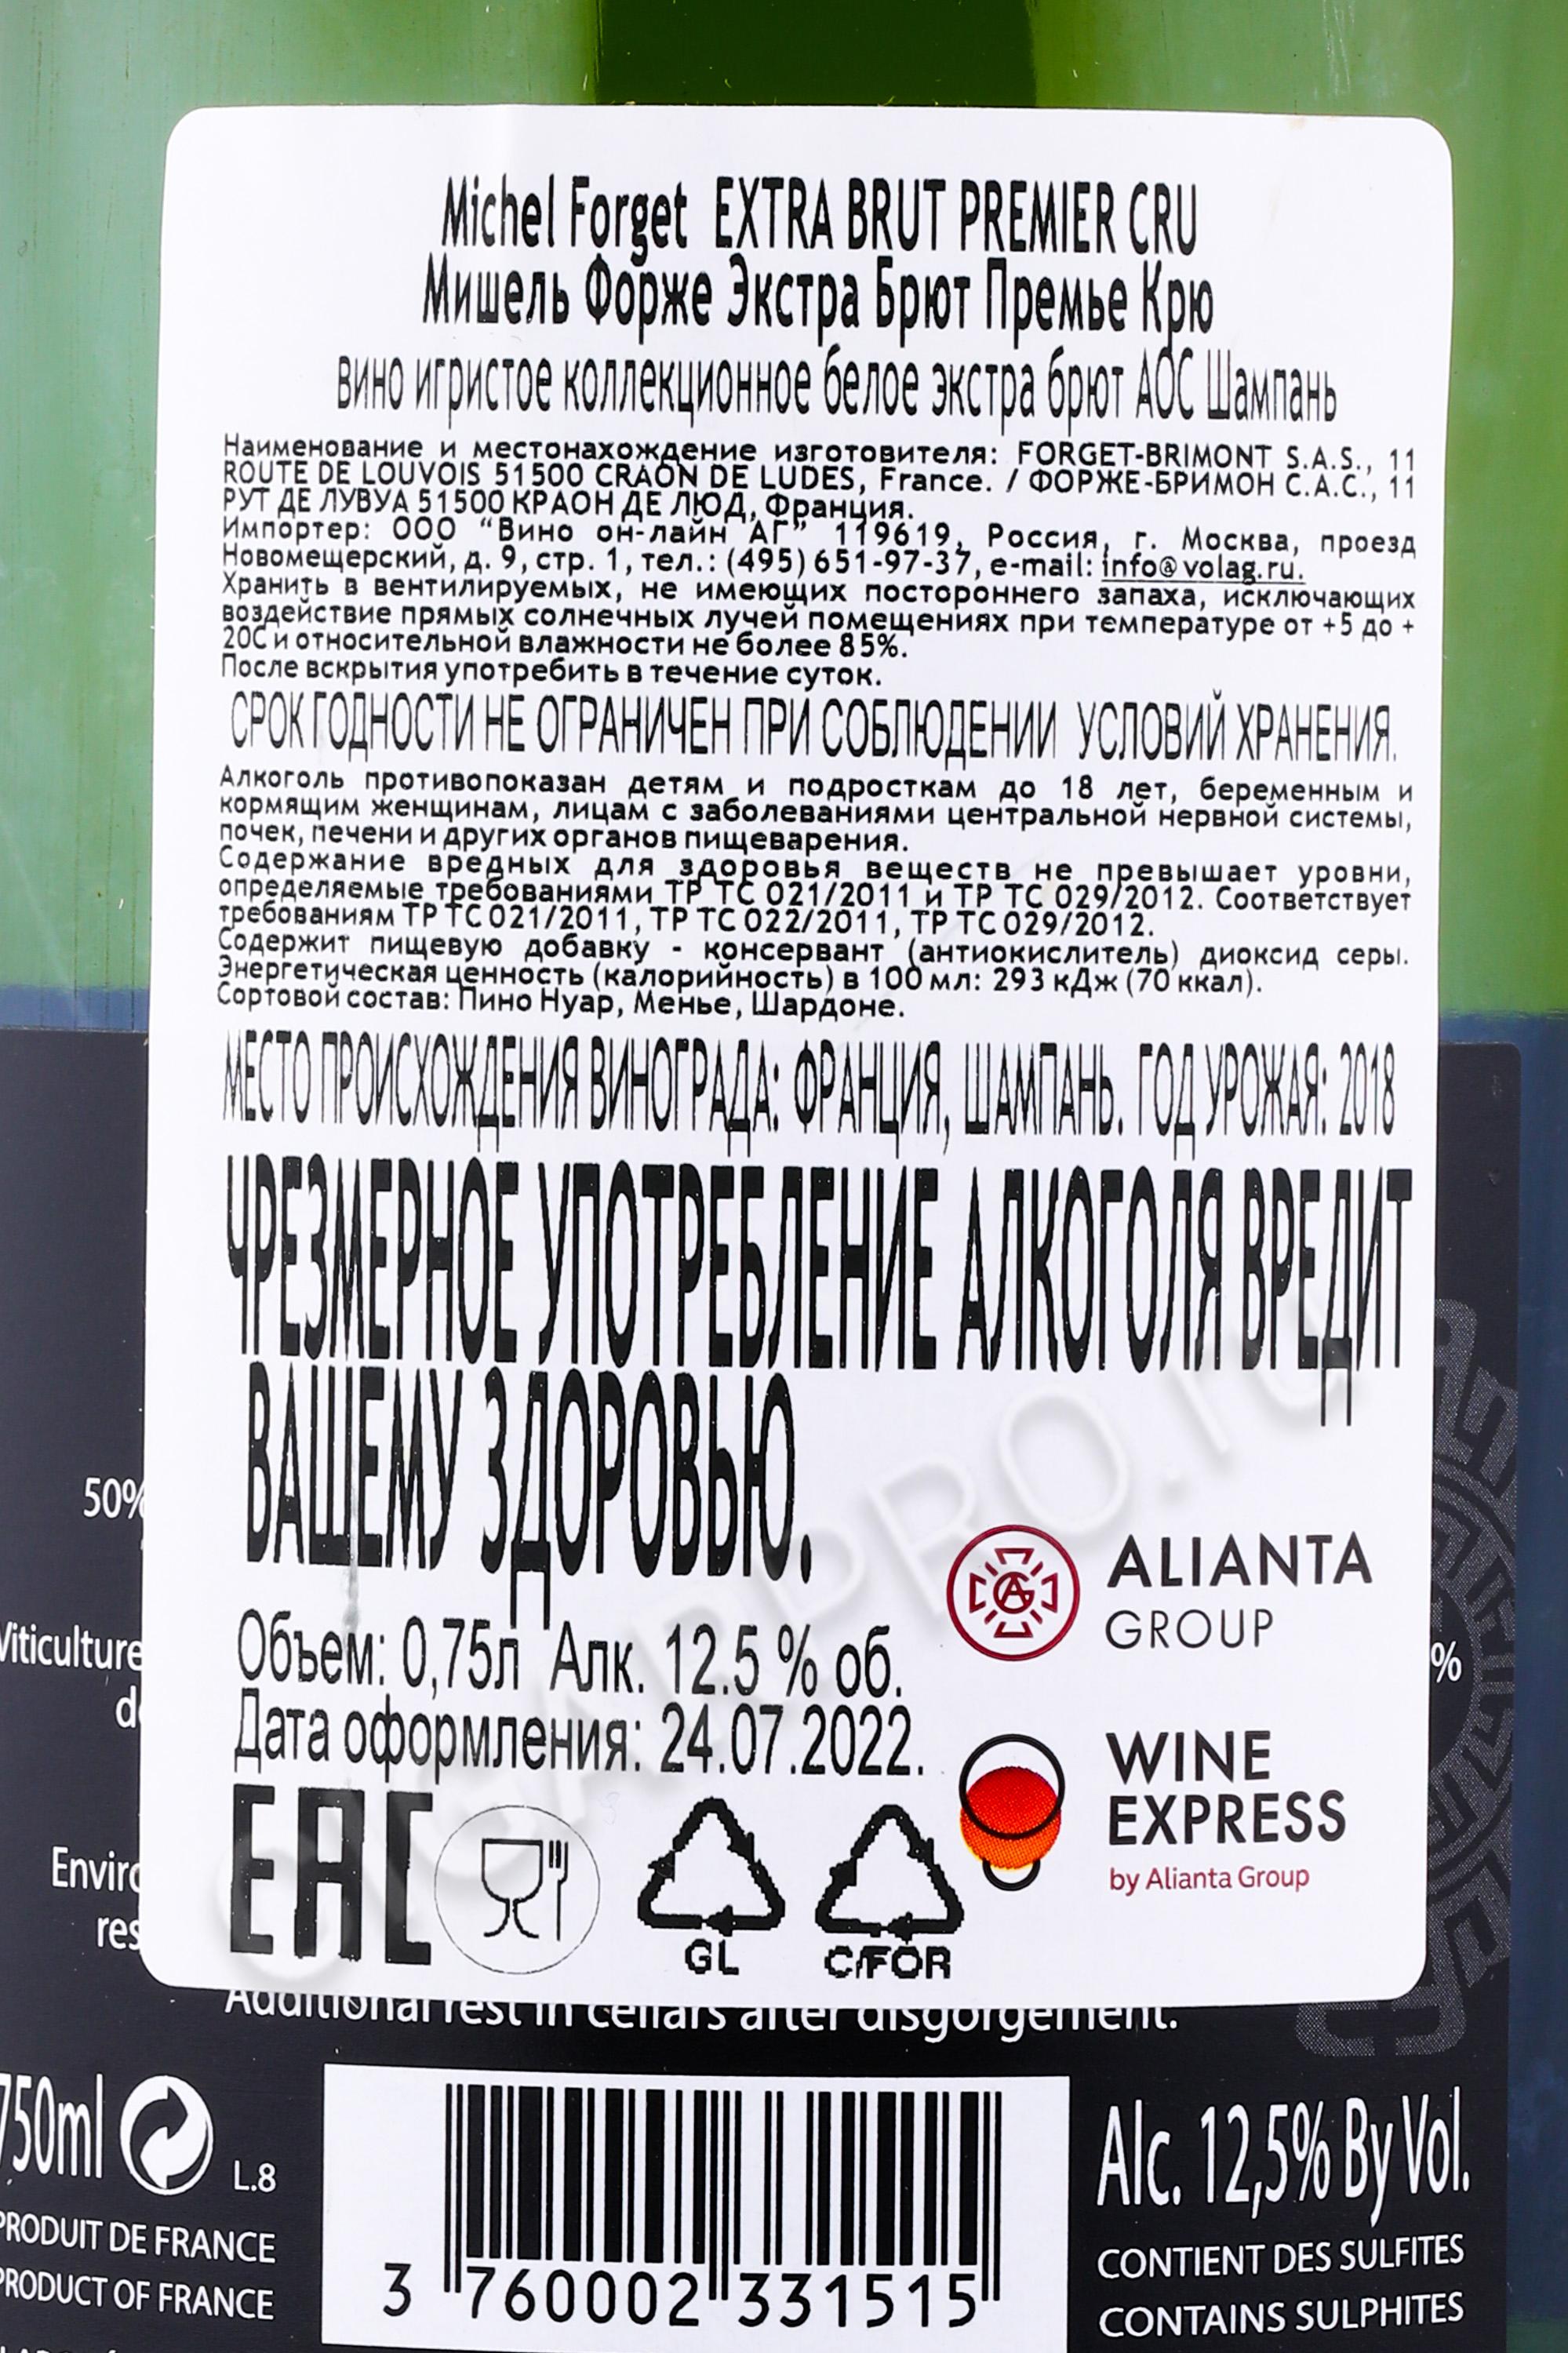 Michel Forget EXTRA BRUT PREMIER CRU
Мишель Форже Экстра Брют Премье Крю
вино игристое коллекционное белое экстра брют АОС Шампань
Наименование и местонахождение изготовителя: FORGET-BRIMONT S.A.S., 11
ROUTE DE LOUVOIS 51500 CRAON DE LUDES, France. / ФОРЖЕ-БРИМОН С.А.С., 11
РУТ ДЕ ЛУВУА 51500 КРАОН ДЕ ЛЮД, Франция.
Импортер: ООО “Вино он-лайн АГ” 119619, Россия, г. Москва, проезд
Новомещерский, д. 9, стр. 1, тел.: (495) 651-97-37, e-mail: info@volag.ru.
Хранить в вентилируемых, не имеющих постороннего запаха, исключающих
воздействие прямых солнечных лучей помещениях при температуре от +5 до +
20С и относительной влажности не более 85%.
После вскрытия употребить в течение суток.
СРОК ГОДНОСТИ НЕ ОГРАНИЧЕН ПРИ СОБЛЮДЕНИИ УСЛОВИЙ ХРАНЕНИЯ.
Алкоголь противопоказан детям и подросткам до 18 лет, беременным и
кормящим женщинам, лицам с заболеваниями центральной нервной системы,
почек, печени и других органов пищеварения.
Содержание вредных для здоровья веществ не превышает уровни,
определяемые требованиями ТР ТС 021/2011 и ТР ТС 029/2012. Соответствует
требованиям ТР ТС 021/2011, ТР ТС 022/2011, ТР ТС 029/2012.
Содержит пищевую добавку - консервант (антиокислитель) диоксид серы.
Энергетическая ценность (калорийность) в 100 мл: 293 кДж (70 ккал).
Сортовой состав: Пино Нуар, Менье, Шардоне.
МЕСТО ПРОИСХОЖДЕНИЯ ВИНОГРАДА: ФРАНЦИЯ, ШАМПАНЬ. ГОД УРОЖАЯ: 2018
ЧРЕЗМЕРНОЕ УПОТРЕБЛЕНИЕ АЛКОГОЛЯ ВРЕДИТ
ВАШЕМУ ЗДОРОВЬЮ.
Объем: 0,75л Алк. 12.5 % об.
Дата оформления: 24.07.2022.
ALIANTA
GROUP
WINE
EXPRESS
by Alianta Group
EAC
GL
C/FOR
CIGARPRO.ru
50%
Viticulture
%
Additional rest in cellars after disgorgement.
750ml
L.8
PRODUIT DE FRANCE
PRODUCT OF FRANCE
3 760002 331515
Alc. 12,5% By Vol.
CONTIENT DES SULFITES
CONTAINS SULPHITES